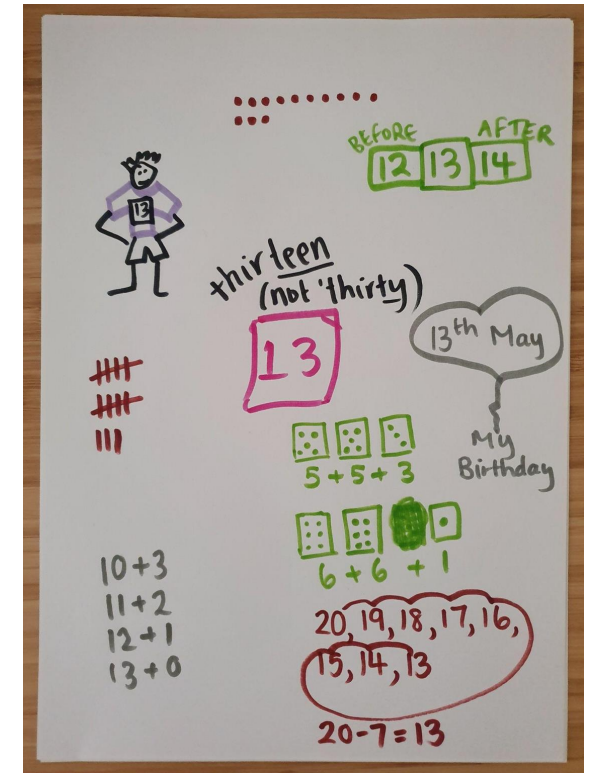 BEFORE AFTER
12 13 14
13
thirteen
(not 'thirty)
13
13th May
My
Birthday
5+5+3
6+6 +1
10+3
11+2
12+1
13+0
20, 19, 18, 17, 16,
15, 14, 13
20-7=13